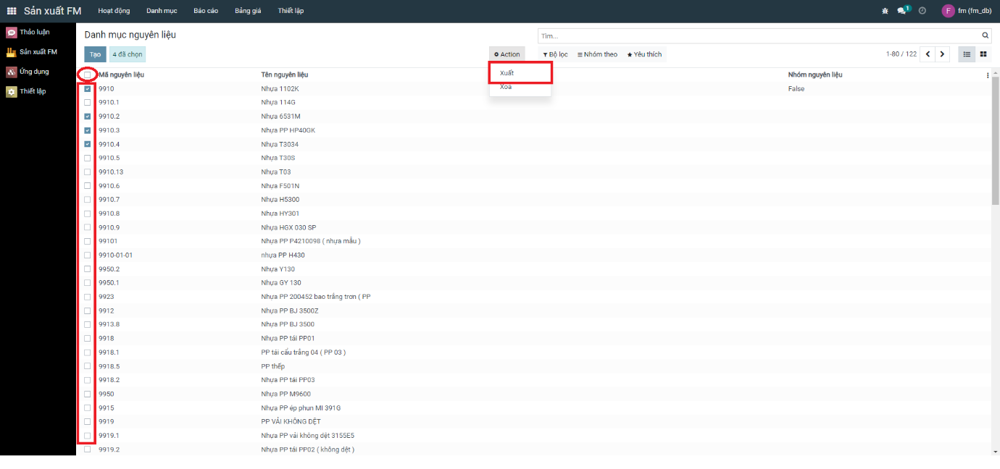 Sản xuất FM Hoạt động Danh mục Báo cáo Bảng giá Thiết lập 1 F fm (fm_db)
Thảo luận
Sản xuất FM
Ứng dụng
Thiết lập
Danh mục nguyên liệu Tìm...
Tạo 4 đã chọn Action Bộ lọc Nhóm theo Yêu thích 1-80 / 122
Xuất
Xoá
Mã nguyên liệu Tên nguyên liệu Nhóm nguyên liệu
9910 Nhựa 1102K False
9910.1 Nhựa 114G
9910.2 Nhựa 6531M
9910.3 Nhựa PP HP40GK
9910.4 Nhựa T3034
9910.5 Nhựa T30S
9910.13 Nhựa T03
9910.6 Nhựa F501N
9910.7 Nhựa H5300
9910.8 Nhựa HY301
9910.9 Nhựa HGX 030 SP
99101 Nhựa PP P4210098 ( nhựa mẫu )
9910-01-01 nhựa PP H430
9950.2 Nhựa Y130
9950.1 Nhựa GY 130
9923 Nhựa PP 200452 bao trắng trơn ( PP
9912 Nhựa PP BJ 3500Z
9913.8 Nhựa PP BJ 3500
9918 Nhựa PP tái PP01
9918.1 PP tái cấu trắng 04 ( PP 03 )
9918.5 PP thếp
9918.2 Nhựa PP tái PP03
9950 Nhựa PP M9600
9915 Nhựa PP ép phun MI 391G
9919 PP VẢI KHÔNG DỆT
9919.1 Nhựa PP vải không dệt 3155E5
9919.2 Nhựa PP tái PP02 ( không dệt )